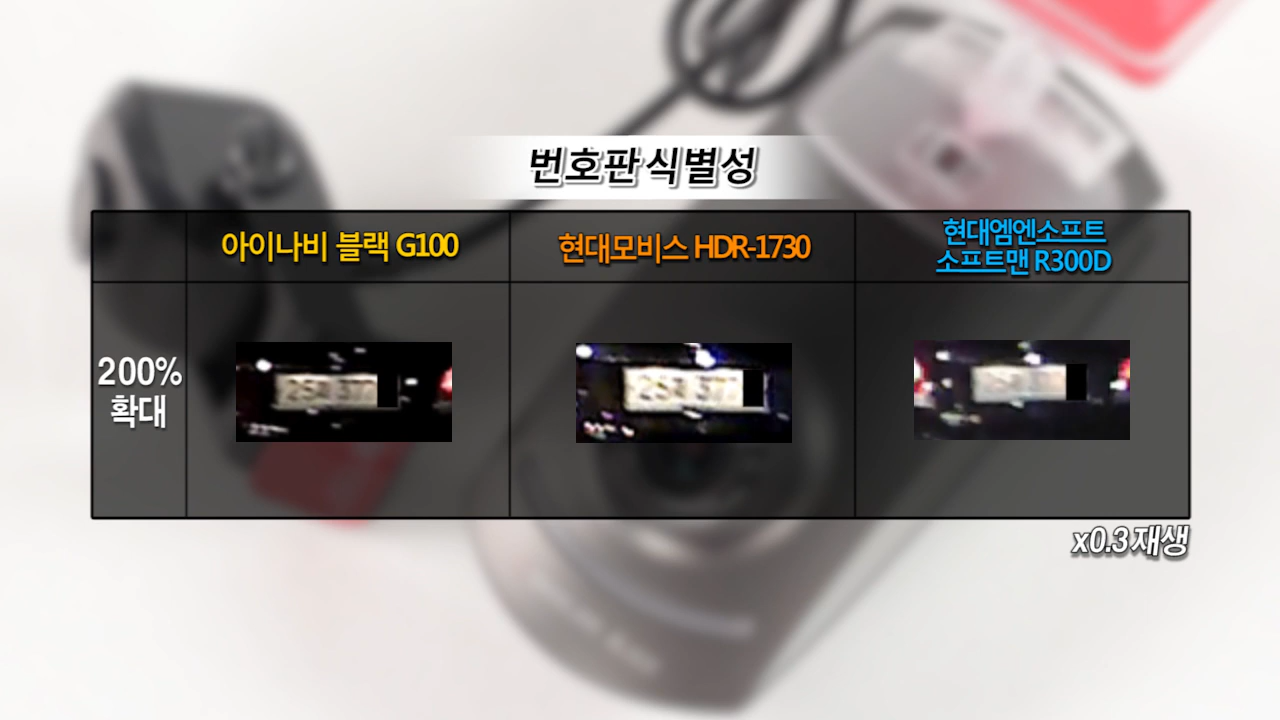 번호판 식별성
아이나비 블랙 G100
현대모비스 HDR-1730
현대엠엔소프트
소프트맨 R300D
200%
확대
x0.3 재생